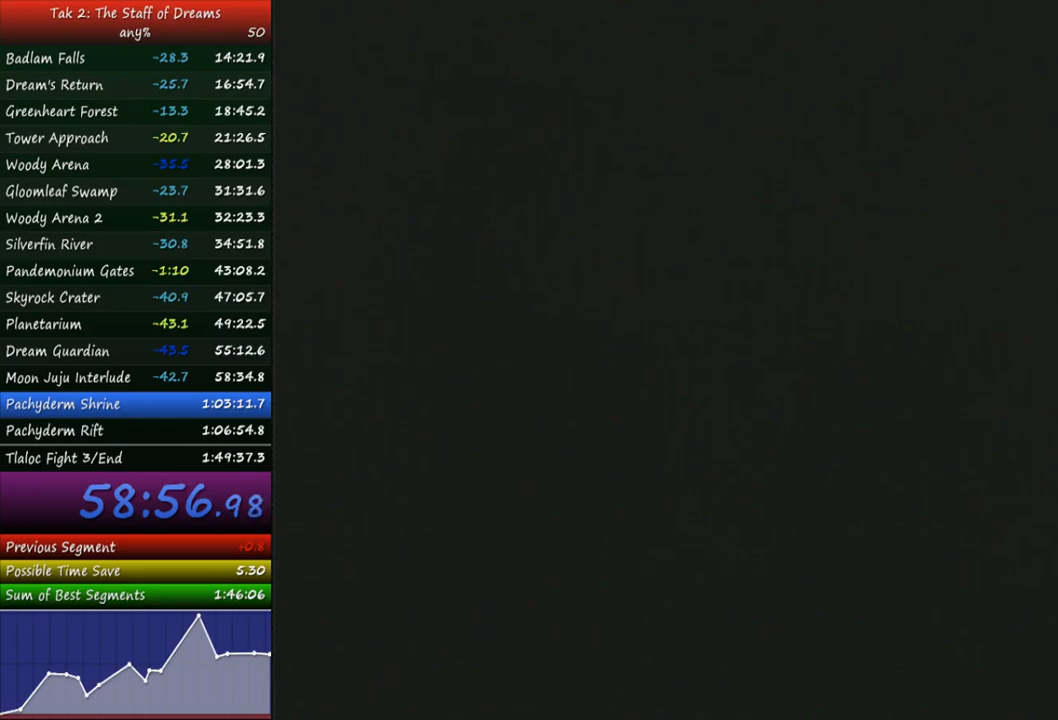 Tak 2: The Staff of Dreams
any% 50
Badlam Falls -28.3 14:21.9
Dream's Return -25.7 16:54.7
Greenheart Forest -13.3 18:45.2
Tower Approach -20.7 21:26.5
Woody Arena -35.5 28:01.3
Gloomleaf Swamp -23.7 31:31.6
Woody Arena 2 -31.1 32:23.3
Silverfin River -30.8 34:51.8
Pandemonium Gates -1:10 43:08.2
Skyrock Crater -40.9 47:05.7
Planetarium -43.1 49:22.5
Dream Guardian -43.5 55:12.6
Moon Juju Interlude -42.7 58:34.8
Pachyderm Shrine 1:03:11.7
Pachyderm Rift 1:06:54.8
Tlaloc Fight 3/End 1:49:37.3
58:56.98
Previous Segment +0.8
Possible Time Save 5.30
Sum of Best Segments 1:46:06